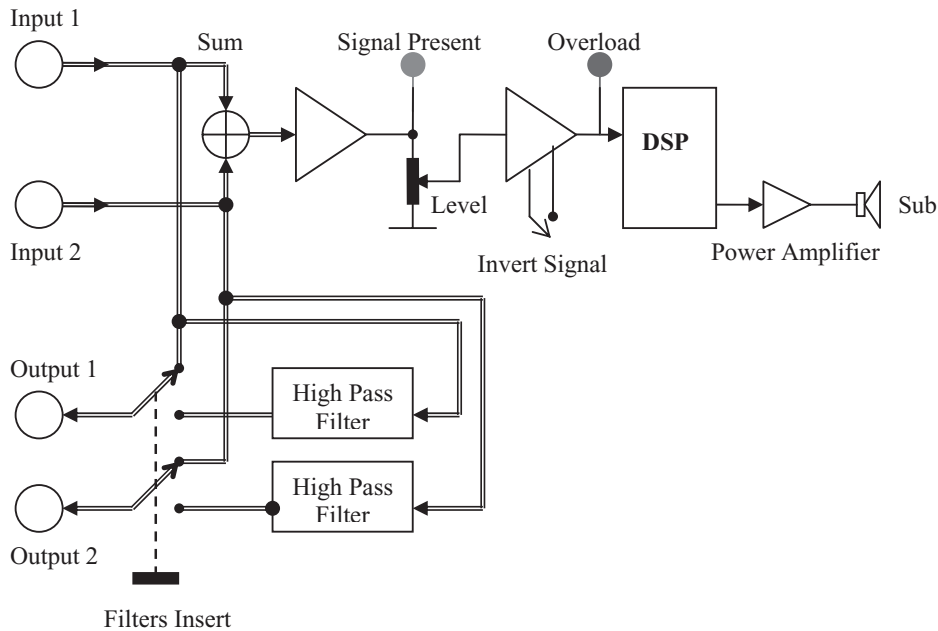 Input 1
Sum
Signal Present
Overload
DSP
Level
Sub
Input 2
Invert Signal
Power Amplifier
Output 1
High Pass
Filter
High Pass
Filter
Output 2
Filters Insert